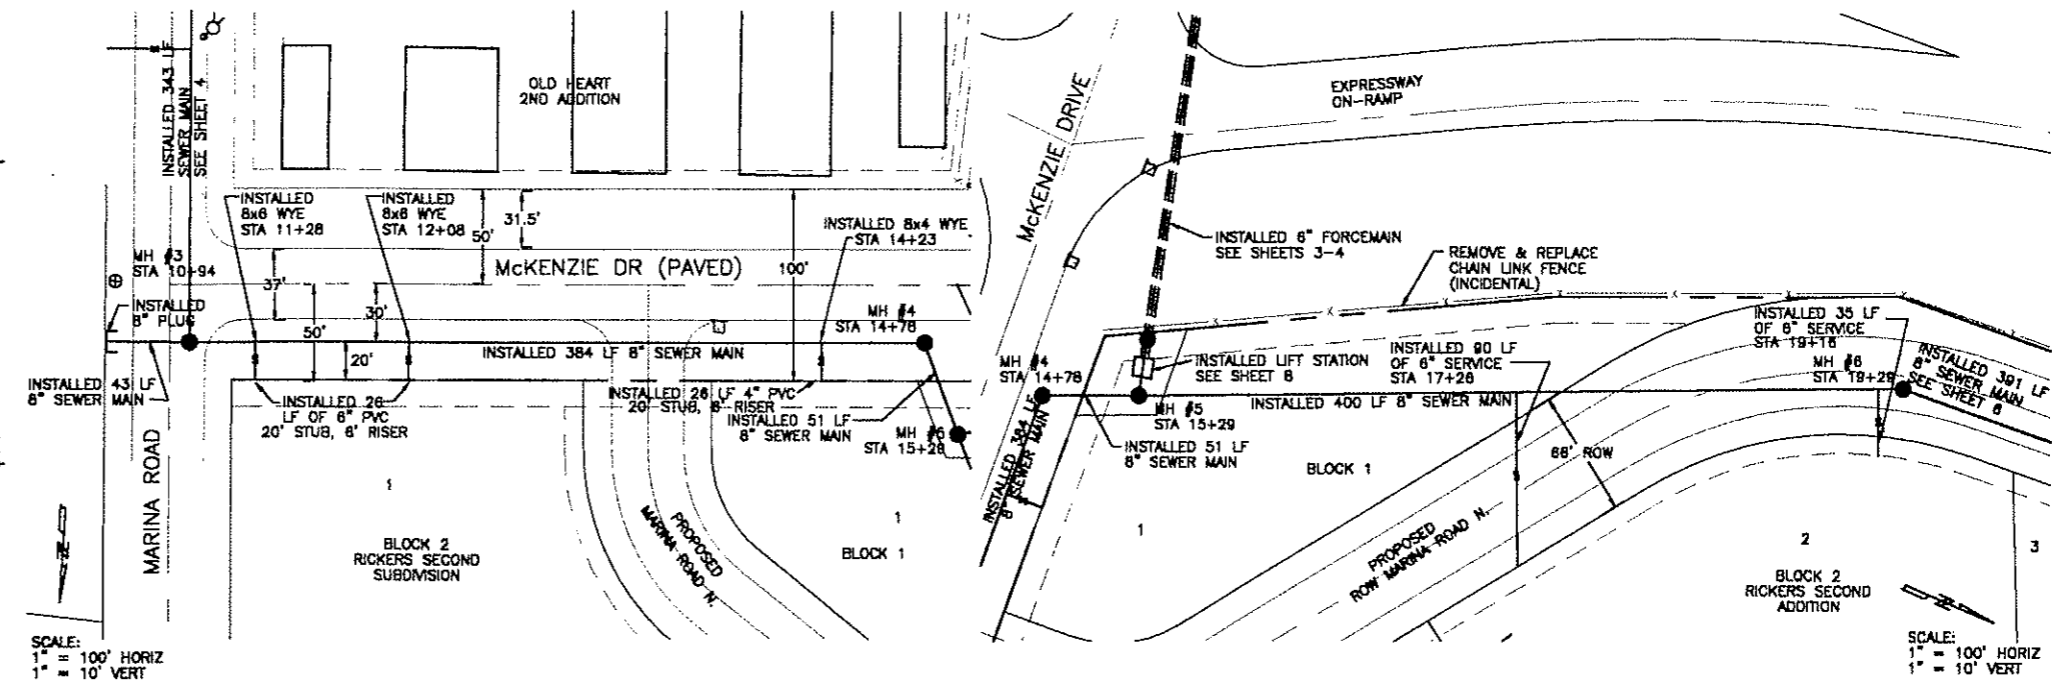 INSTALLED 343 LF
SEWER MAIN
SEE SHEET 4
OLD HEART
2ND ADDITION
INSTALLED
8x6 WYE
STA 11+28
INSTALLED
8x6 WYE
STA 12+08
50'
31.5'
INSTALLED 8x4 WYE
STA 14+23
MH #3
STA 10+94
37'
McKENZIE DR (PAVED)
100'
INSTALLED
8" PLUG
50'
30'
20'
MH #4
STA 14+78
INSTALLED 384 LF 8" SEWER MAIN
INSTALLED 43 LF
8" SEWER MAIN
INSTALLED 26
LF OF 6" PVC
20' STUB, 6' RISER
INSTALLED 26 LF 4" PVC
20' STUB, 6' RISER
INSTALLED 51 LF
8" SEWER MAIN
MH
STA 15+28
MARINA ROAD
1
BLOCK 2
RICKERS SECOND
SUBDIVISION
PROPOSED
MARINA ROAD N.
1
BLOCK 1
N
SCALE:
1" = 100' HORIZ
1" = 10' VERT
McKENZIE DRIVE
EXPRESSWAY
ON-RAMP
INSTALLED 6" FORCEMAIN
SEE SHEETS 3-4
REMOVE & REPLACE
CHAIN LINK FENCE
(INCIDENTAL)
MH #4
STA 14+78
INSTALLED LIFT STATION
SEE SHEET 8
INSTALLED 90 LF
OF 6" SERVICE
STA 17+26
INSTALLED 35 LF
OF 6" SERVICE
STA 19+16
MH #6
STA 19+29
INSTALLED 391 LF
8" SEWER MAIN
SEE SHEET 6
INSTALLED 384 LF
8" SEWER MAIN
MH #5
STA 15+29
INSTALLED 400 LF 8" SEWER MAIN
INSTALLED 51 LF
8" SEWER MAIN
BLOCK 1
66' ROW
1
PROPOSED
ROW MARINA ROAD N.
2
3
BLOCK 2
RICKERS SECOND
ADDITION
N
SCALE:
1" = 100' HORIZ
1" = 10' VERT